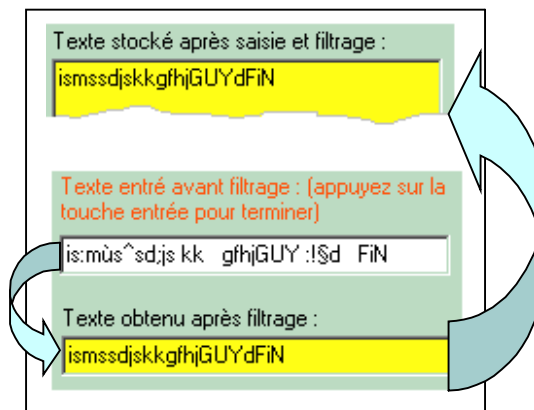 Texte stocké après saisie et filtrage :
ismssdjskkgfhjGUYdFiN
Texte entré avant filtrage : (appuyez sur la
touche entrée pour terminer)
is:mùs^sd;js kk   gfhjGUY :!§d   FiN
Texte obtenu après filtrage :
ismssdjskkgfhjGUYdFiN